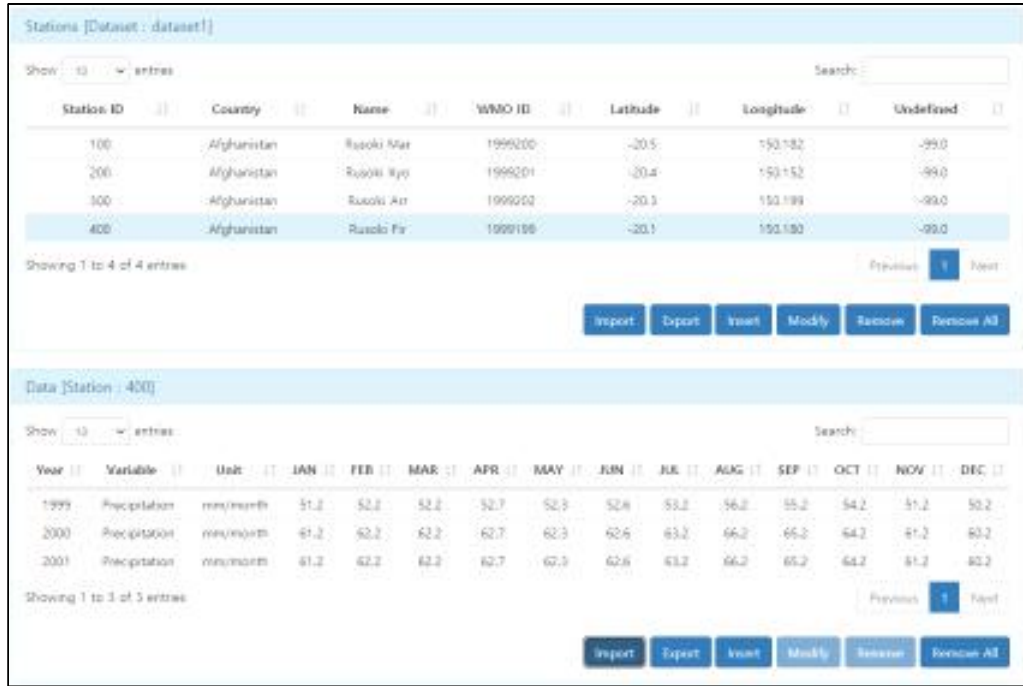 Stations [Dataset : dataset1]
Show 10 entries Search:
Station ID Country Name WMO ID Latitude Longitude Undefined
100 Afghanistan Rusoki Mar 1999200 -20.5 150.182 -99.0
200 Afghanistan Rusoki Kyo 1999201 -20.4 150.152 -99.0
300 Afghanistan Rusoki Arr 1999202 -20.3 150.199 -99.0
400 Afghanistan Rusoki Fir 1999199 -20.1 150.180 -99.0
Showing 1 to 4 of 4 entries Previous 1 Next
Import Export Insert Modify Remove Remove All
Data [Station : 400]
Show 10 entries Search:
Year Variable Unit JAN FEB MAR APR MAY JUN JUL AUG SEP OCT NOV DEC
1999 Precipitation mm/month 51.2 52.2 52.2 52.7 52.3 52.6 53.2 56.2 55.2 54.2 51.2 50.2
2000 Precipitation mm/month 61.2 62.2 62.2 62.7 62.3 62.6 63.2 66.2 65.2 64.2 61.2 60.2
2001 Precipitation mm/month 61.2 62.2 62.2 62.7 62.3 62.6 63.2 66.2 65.2 64.2 61.2 60.2
Showing 1 to 3 of 3 entries Previous 1 Next
Import Export Insert Modify Remove Remove All